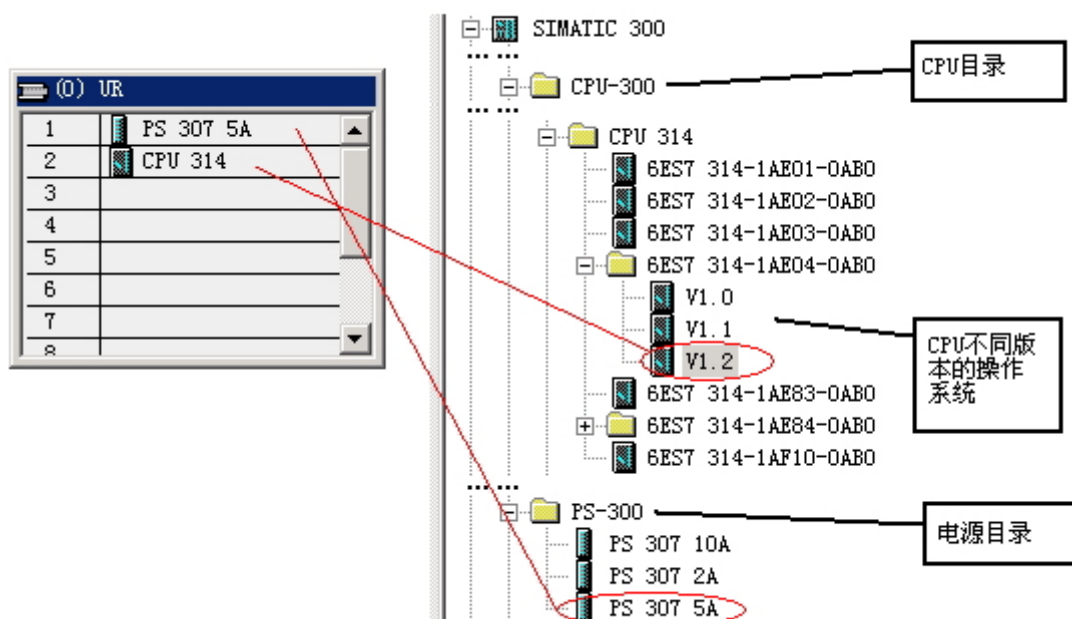 (0) UR
1 PS 307 5A
2 CPU 314
3
4
5
6
7
8
SIMATIC 300
CPU-300
CPU 314
6ES7 314-1AE01-0AB0
6ES7 314-1AE02-0AB0
6ES7 314-1AE03-0AB0
6ES7 314-1AE04-0AB0
V1.0
V1.1
V1.2
6ES7 314-1AE83-0AB0
6ES7 314-1AE84-0AB0
6ES7 314-1AF10-0AB0
PS-300
PS 307 10A
PS 307 2A
PS 307 5A
CPU目录
CPU不同版
本的操作
系统
电源目录